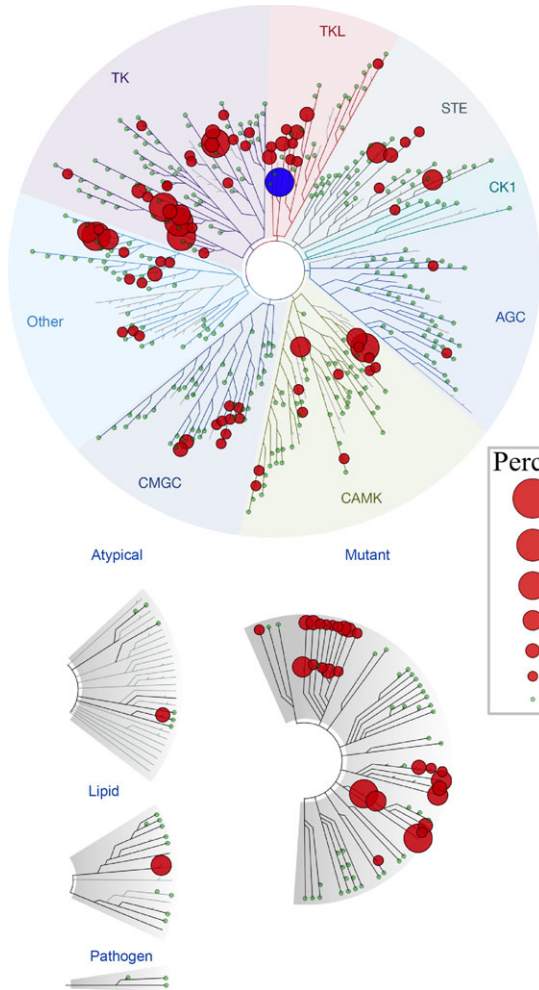 TKL
TK
STE
CK1
Other
AGC
CMGC
CAMK
Perc
Atypical
Mutant
Lipid
Pathogen